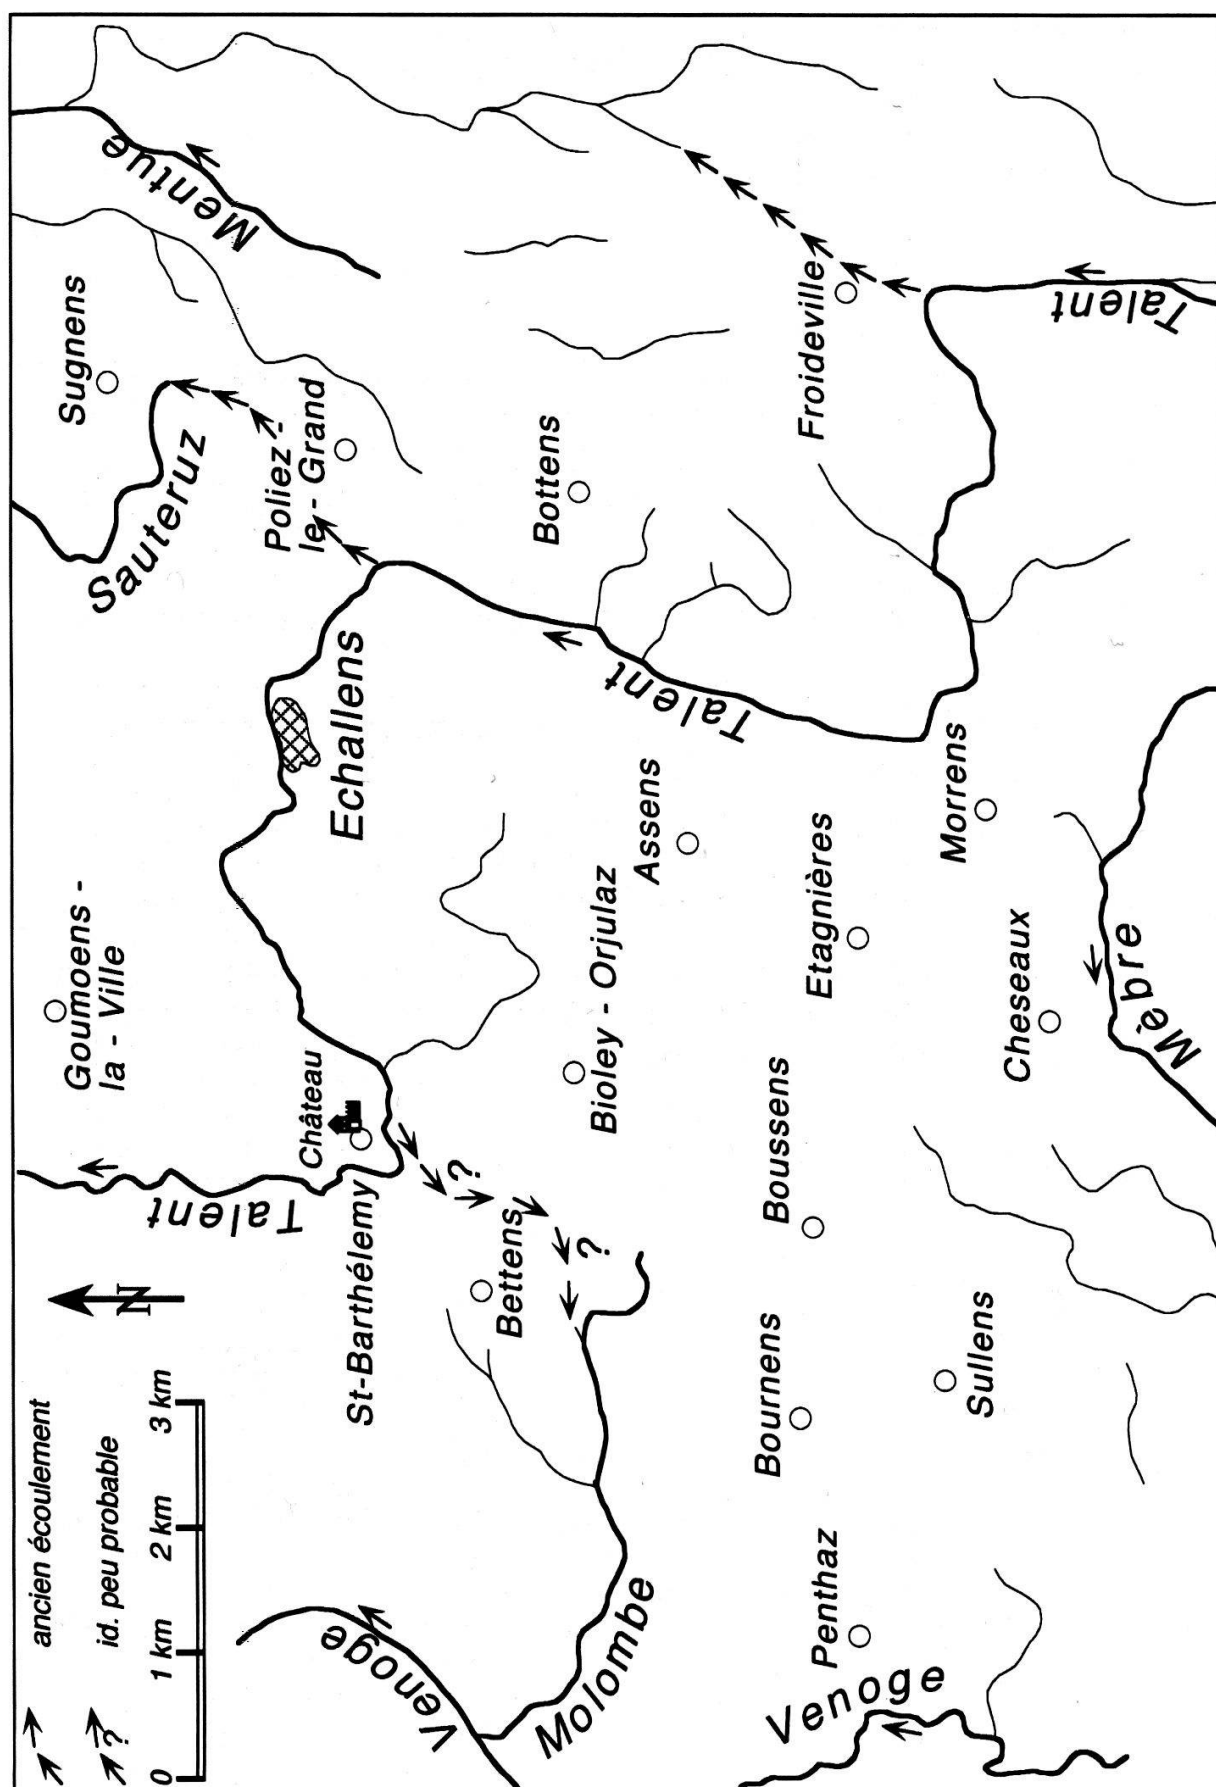 ancien écoulement
?
id. peu probable
0
1 km
2 km
3 km
N
Talent
Goumoens -
la - Ville
Sauteruz
Sugnens
Mentue
Venoge
St-Barthélemy
Château
Echallens
Poliez -
le - Grand
?
Bettens
?
Molombe
Bioley - Orjulaz
Assens
Talent
Bottens
Venoge
Penthaz
Bournens
Boussens
Etagnières
Froideville
Sullens
Cheseaux
Morrens
Mèbre
Talent